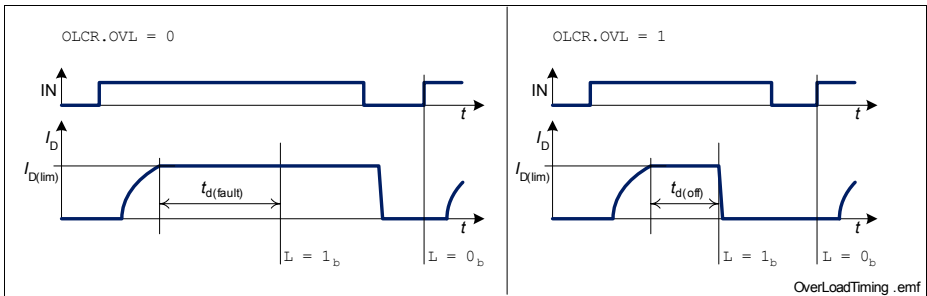 OLCR.OVL = 0
IN
t
I_D
I_D(lim)
t_d(fault)
t
L = 1_b
L = 0_b
OLCR.OVL = 1
IN
t
I_D
I_D(lim)
t_d(off)
t
L = 1_b
L = 0_b
OverLoadTiming .emf